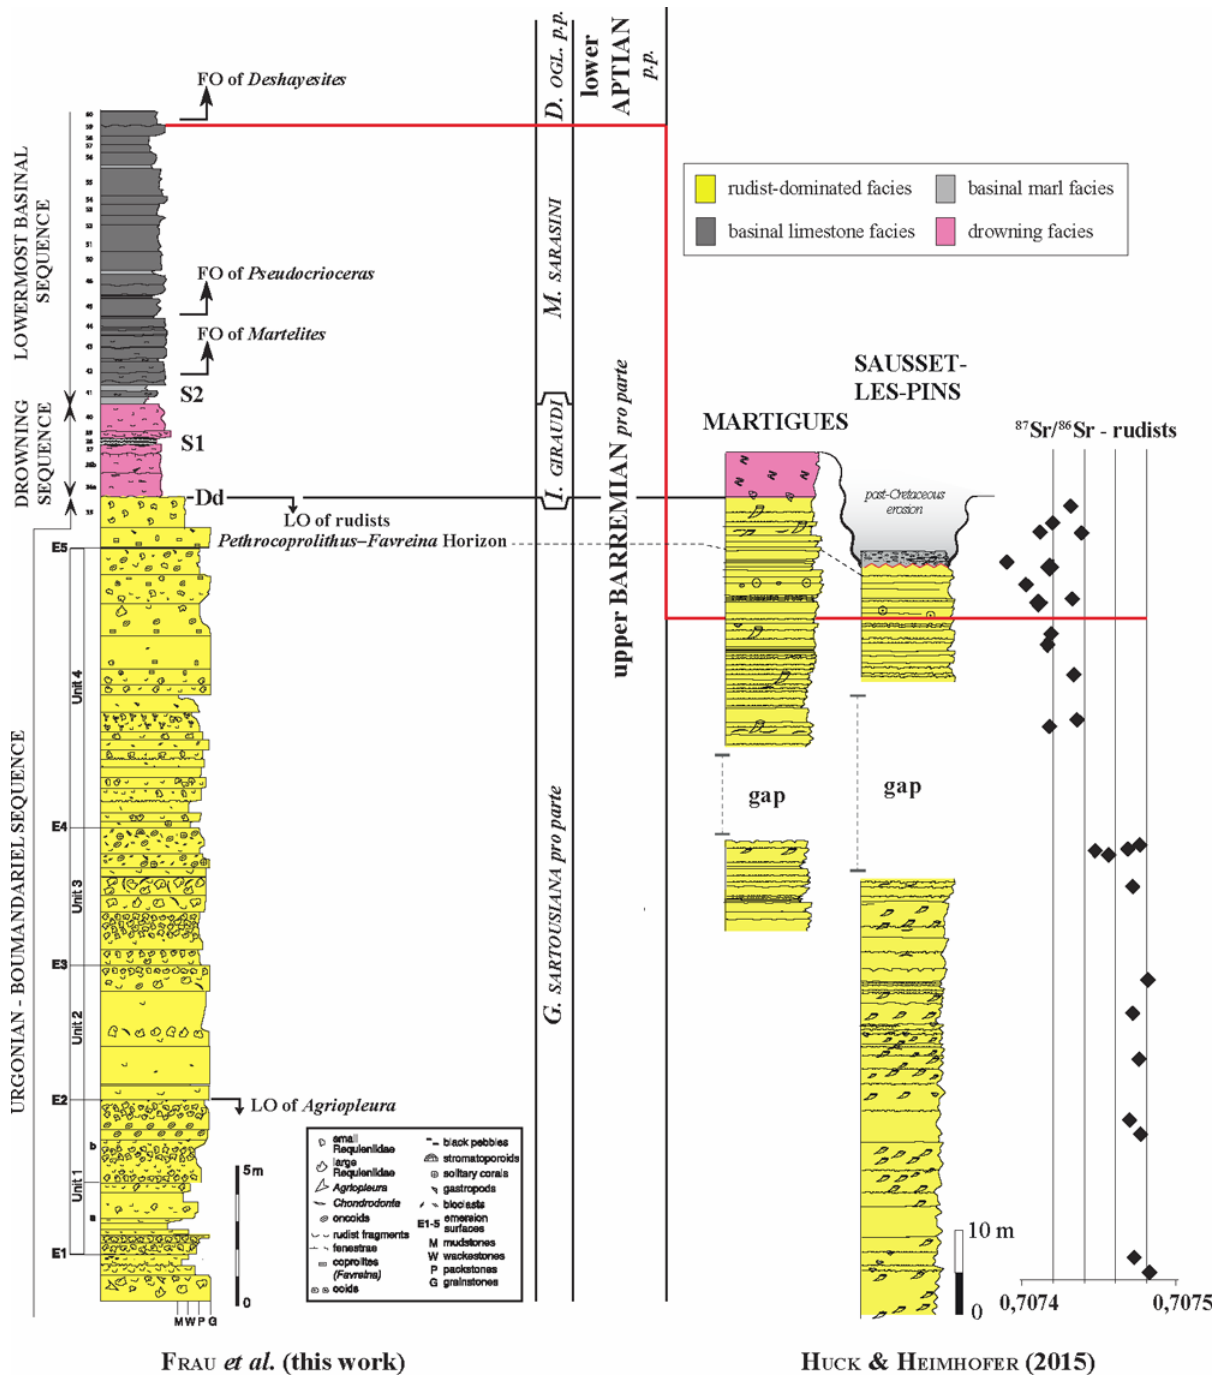 FO of Deshayesites
FO of Pseudocrioceras
FO of Martelites
LOWERMOST BASINAL
SEQUENCE
DROWNING
SEQUENCE
URGONIAN - BOUMANDARIEL SEQUENCE
S2
S1
Dd
LO of rudists
Pethrocoprolithus–Favreina Horizon
E5
Unit 4
E4
Unit 3
E3
Unit 2
E2
LO of Agriopleura
b
Unit 1
a
E1
M W P G
5m
0
small
Requieniidae
large
Requieniidae
Agriopleura
Chondrodonta
oncoids
rudist fragments
fenestrae
coprolites
(Favreina)
ooids
black pebbles
stromatoporoids
solitary corals
gastropods
bioclasts
E1-5 emersion
surfaces
M mudstones
W wackestones
P packstones
G grainstones
D. OGL. p.p.
M. SARASINI
I. GIRAUDI
G. SARTOUSIANA pro parte
lower
APTIAN
p.p.
upper BARREMIAN pro parte
rudist-dominated facies
basinal marl facies
basinal limestone facies
drowning facies
MARTIGUES
SAUSSET-
LES-PINS
87Sr/86Sr - rudists
post-Cretaceous
erosion
gap
gap
10 m
0
0,7074
0,7075
FRAU et al. (this work)
HUCK & HEIMHOFER (2015)